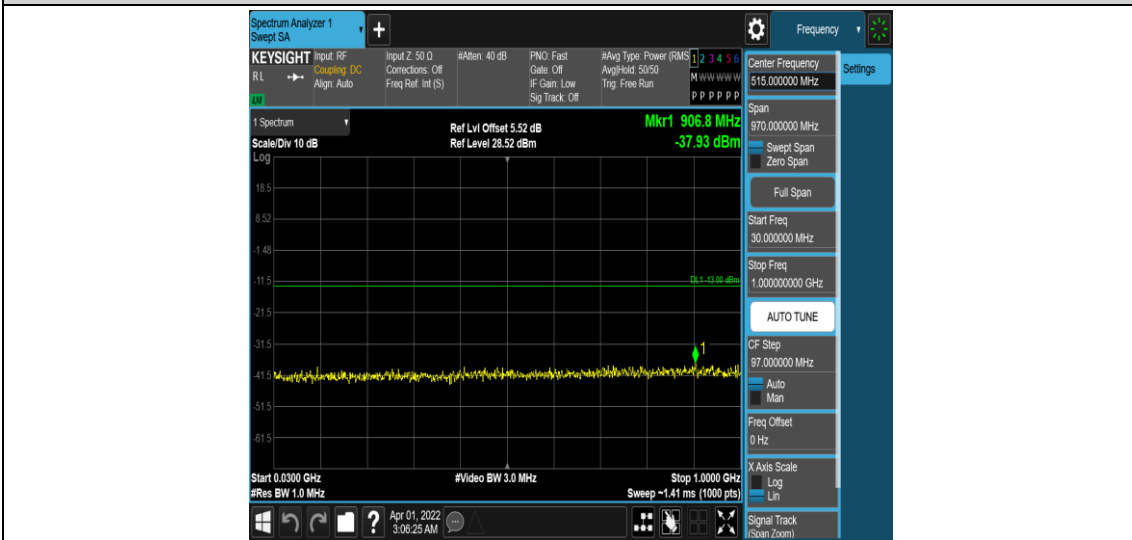 Spectrum Analyzer 1
Swept SA
+
Frequency
KEYSIGHT Input: RF
RL
Coupling: DC
Align: Auto
Input Z: 50 Ω
Corrections: Off
Freq Ref: Int (S)
#Atten: 40 dB
PNO: Fast
Gate: Off
IF Gain: Low
Sig Track: Off
#Avg Type: Power (RMS
Avg|Hold: 50/50
Trig: Free Run
1 2 3 4 5 6
M W W W W W
P P P P P P
1 Spectrum
Scale/Div 10 dB
Log
Ref Lvl Offset 5.52 dB
Ref Level 28.52 dBm
Mkr1 906.8 MHz
-37.93 dBm
18.5
8.52
-1.48
-11.5
DL1 -13.00 dBm
-21.5
-31.5
1
-41.5
-51.5
-61.5
Start 0.0300 GHz
#Res BW 1.0 MHz
#Video BW 3.0 MHz
Stop 1.0000 GHz
Sweep ~1.41 ms (1000 pts)
Apr 01, 2022
3:06:25 AM
?
Settings
Center Frequency
515.000000 MHz
Span
970.000000 MHz
Swept Span
Zero Span
Full Span
Start Freq
30.000000 MHz
Stop Freq
1.000000000 GHz
AUTO TUNE
CF Step
97.000000 MHz
Auto
Man
Freq Offset
0 Hz
X Axis Scale
Log
Lin
Signal Track
(Span Zoom)